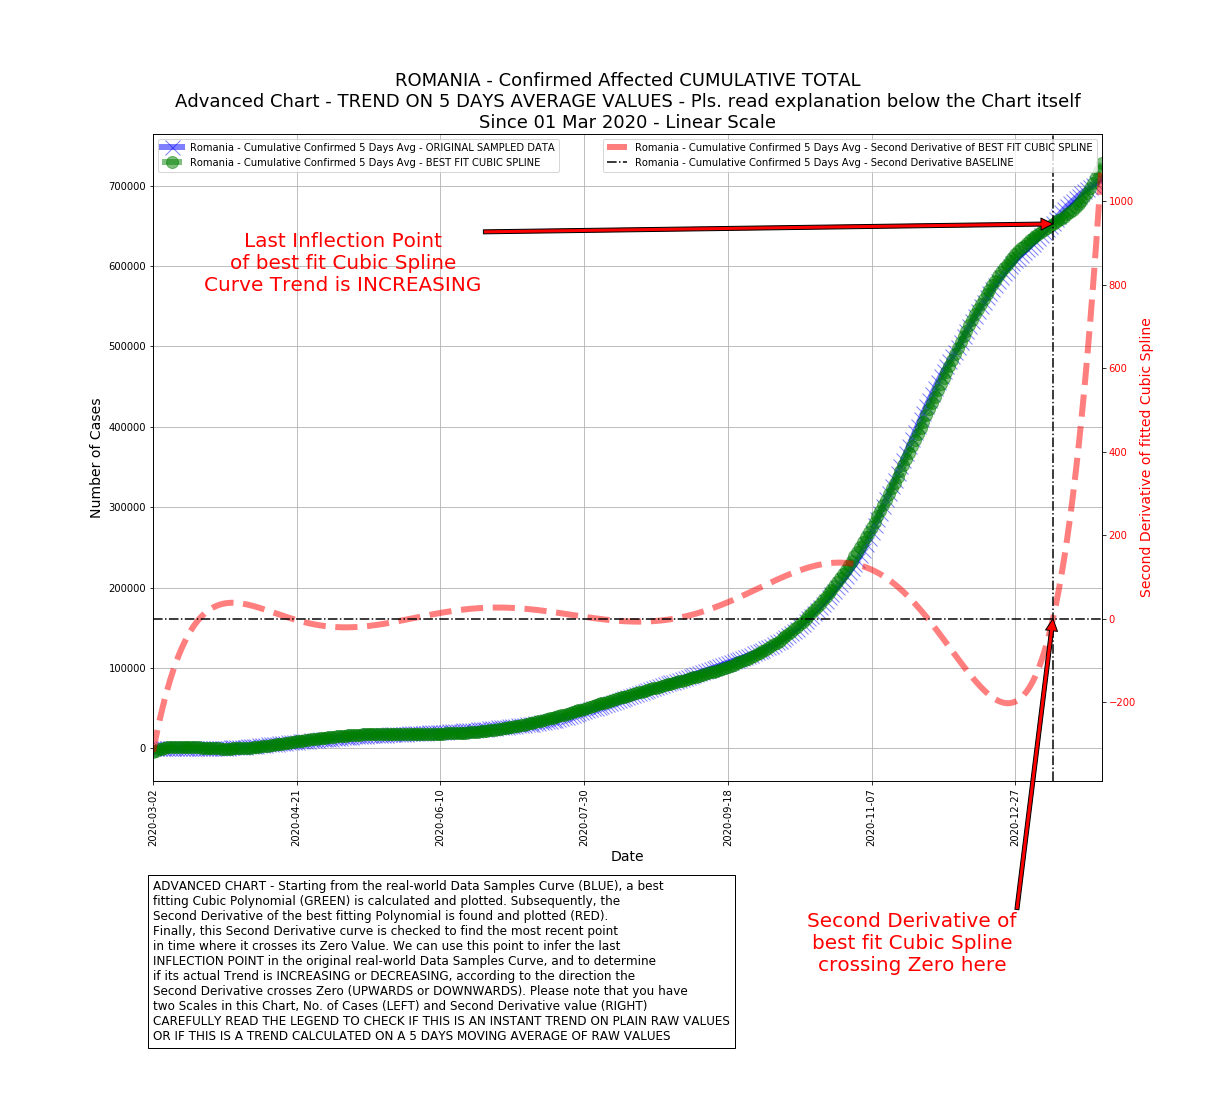 ROMANIA - Confirmed Affected CUMULATIVE TOTAL
Advanced Chart - TREND ON 5 DAYS AVERAGE VALUES - Pls. read explanation below the Chart itself
Since 01 Mar 2020 - Linear Scale
Romania - Cumulative Confirmed 5 Days Avg - ORIGINAL SAMPLED DATA
Romania - Cumulative Confirmed 5 Days Avg - BEST FIT CUBIC SPLINE
Romania - Cumulative Confirmed 5 Days Avg - Second Derivative of BEST FIT CUBIC SPLINE
Romania - Cumulative Confirmed 5 Days Avg - Second Derivative BASELINE
Last Inflection Point
of best fit Cubic Spline
Curve Trend is INCREASING
Number of Cases
700000
600000
500000
400000
300000
200000
100000
0
1000
800
600
400
200
0
−200
Second Derivative of fitted Cubic Spline
2020-03-02
2020-04-21
2020-06-10
2020-07-30
2020-09-18
2020-11-07
2020-12-27
Date
ADVANCED CHART - Starting from the real-world Data Samples Curve (BLUE), a best
fitting Cubic Polynomial (GREEN) is calculated and plotted. Subsequently, the
Second Derivative of the best fitting Polynomial is found and plotted (RED).
Finally, this Second Derivative curve is checked to find the most recent point
in time where it crosses its Zero Value. We can use this point to infer the last
INFLECTION POINT in the original real-world Data Samples Curve, and to determine
if its actual Trend is INCREASING or DECREASING, according to the direction the
Second Derivative crosses Zero (UPWARDS or DOWNWARDS). Please note that you have
two Scales in this Chart, No. of Cases (LEFT) and Second Derivative value (RIGHT)
CAREFULLY READ THE LEGEND TO CHECK IF THIS IS AN INSTANT TREND ON PLAIN RAW VALUES
OR IF THIS IS A TREND CALCULATED ON A 5 DAYS MOVING AVERAGE OF RAW VALUES
Second Derivative of
best fit Cubic Spline
crossing Zero here